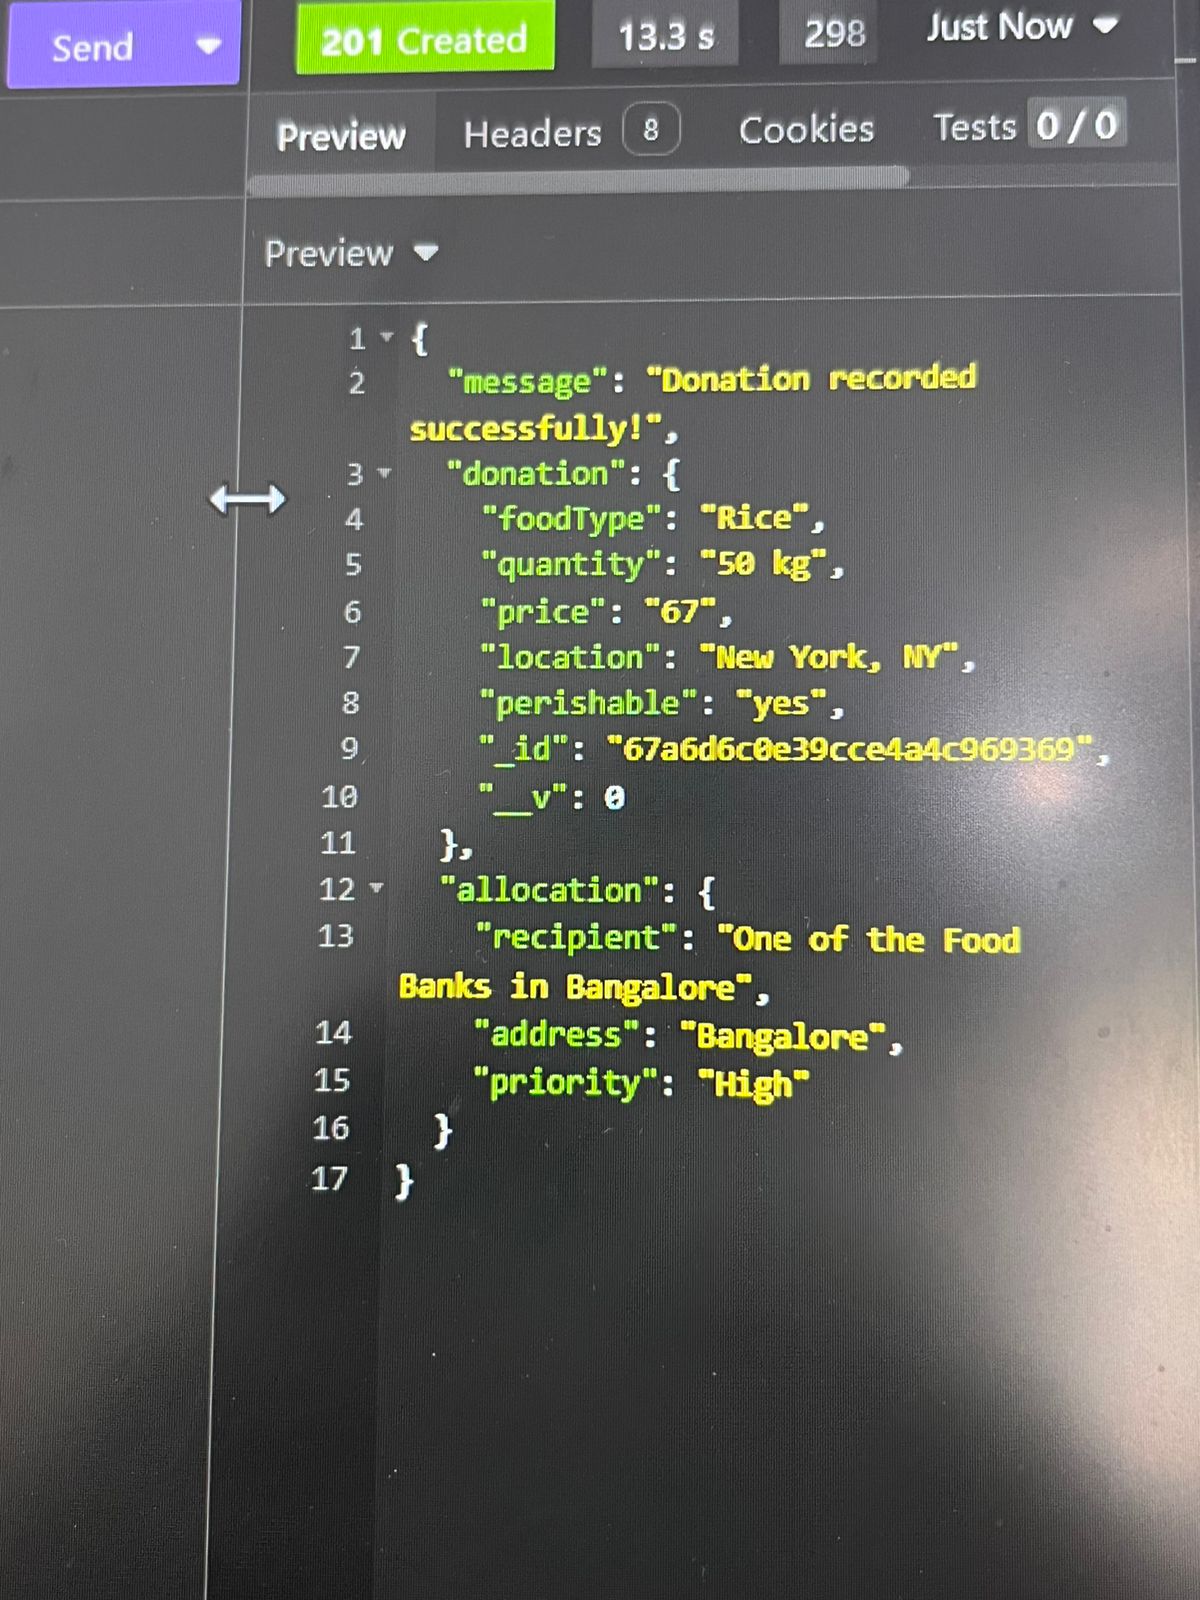 Send
201 Created
13.3 s
298
Just Now
Preview
Headers 8
Cookies
Tests 0 / 0
Preview
1 {
2 "message": "Donation recorded
successfully!",
3 "donation": {
4 "foodType": "Rice",
5 "quantity": "50 kg",
6 "price": "67",
7 "location": "New York, NY",
8 "perishable": "yes",
9 "_id": "67a6d6c0e39cce4a4c969369",
10 "__v": 0
11 },
12 "allocation": {
13 "recipient": "One of the Food
Banks in Bangalore",
14 "address": "Bangalore",
15 "priority": "High"
16 }
17 }